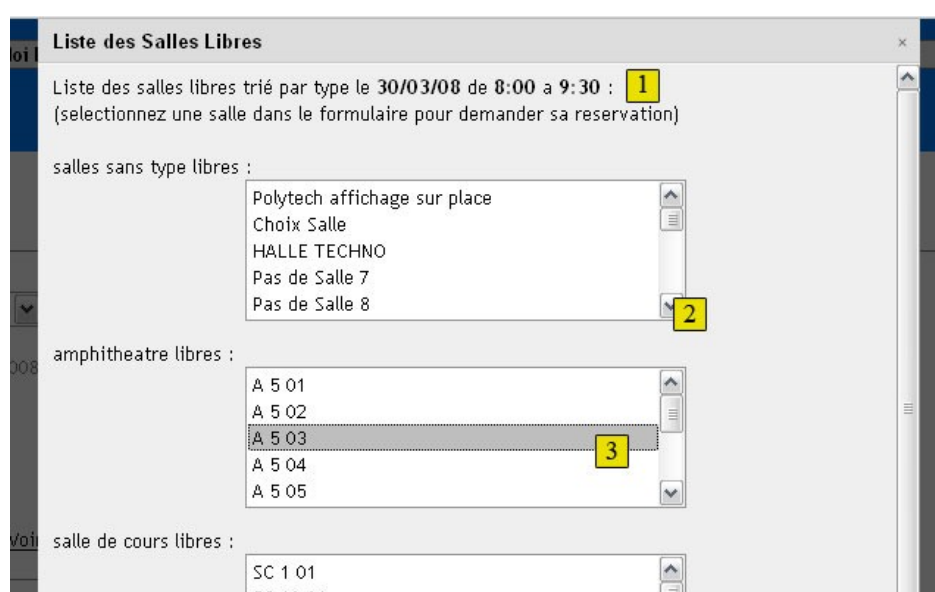 Liste des Salles Libres ×
Liste des salles libres trié par type le 30/03/08 de 8:00 a 9:30 : 1
(selectionnez une salle dans le formulaire pour demander sa reservation)
salles sans type libres :
Polytech affichage sur place
Choix Salle
HALLE TECHNO
Pas de Salle 7
Pas de Salle 8
2
amphitheatre libres :
A 5 01
A 5 02
A 5 03 3
A 5 04
A 5 05
salle de cours libres :
SC 1 01